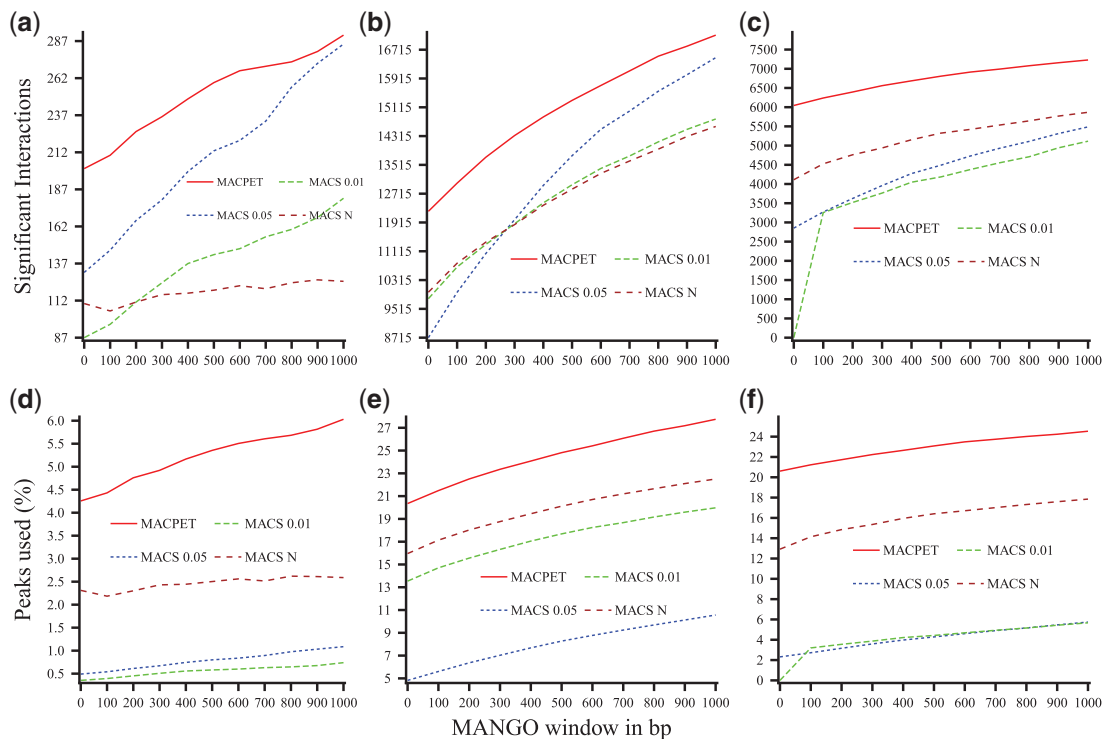 (a)
Significant Interactions
287
262
237
212
187
162
137
112
87
MACPET
MACS 0.01
MACS 0.05
MACS N
0 100 200 300 400 500 600 700 800 900 1000
(b)
16715
15915
15115
14315
13515
12715
11915
11115
10315
9515
8715
MACPET
MACS 0.01
MACS 0.05
MACS N
0 100 200 300 400 500 600 700 800 900 1000
(c)
7500
7000
6500
6000
5500
5000
4500
4000
3500
3000
2500
2000
1500
1000
500
0
MACPET
MACS 0.01
MACS 0.05
MACS N
0 100 200 300 400 500 600 700 800 900 1000
(d)
Peaks used (%)
6.0
5.5
5.0
4.5
4.0
3.5
3.0
2.5
2.0
1.5
1.0
0.5
MACPET
MACS 0.01
MACS 0.05
MACS N
0 100 200 300 400 500 600 700 800 900 1000
(e)
27
25
23
21
19
17
15
13
11
9
7
5
MACPET
MACS 0.01
MACS 0.05
MACS N
0 100 200 300 400 500 600 700 800 900 1000
(f)
24
22
20
18
16
14
12
10
8
6
4
2
0
MACPET
MACS 0.01
MACS 0.05
MACS N
0 100 200 300 400 500 600 700 800 900 1000
MANGO window in bp